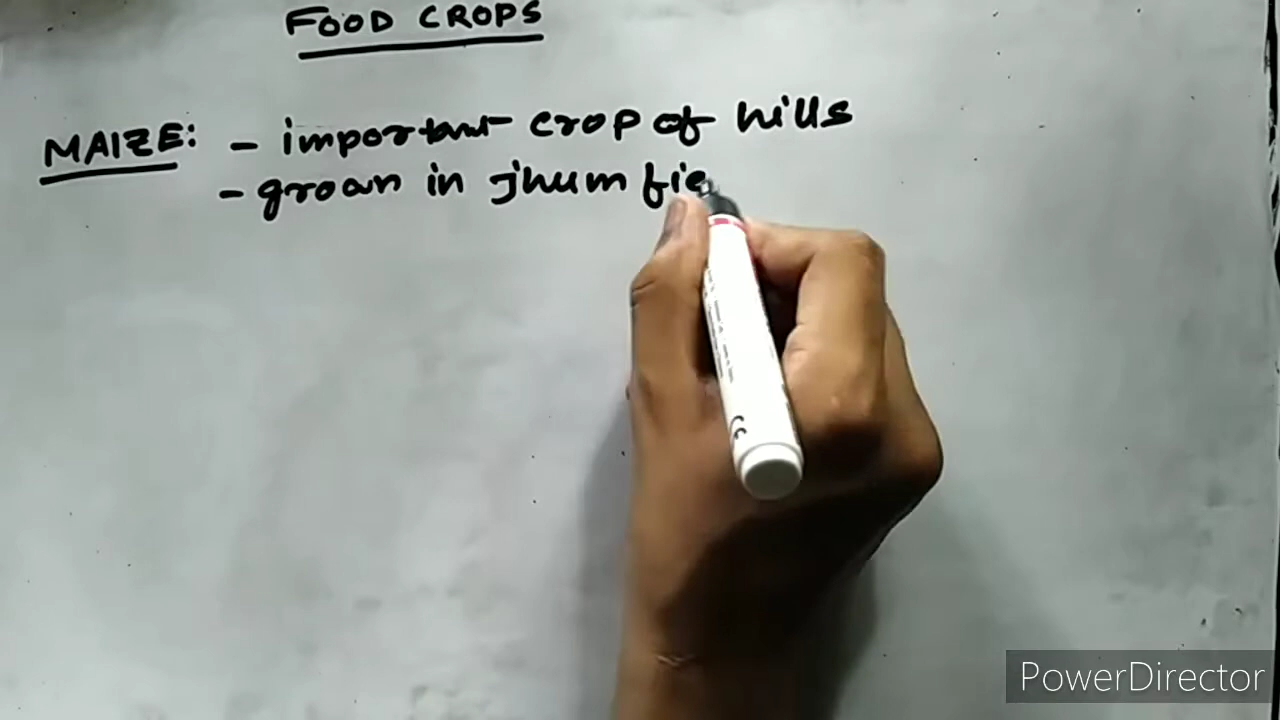 FOOD CROPS
MAIZE: - important crop of hills
- grown in jhum fie
PowerDirector